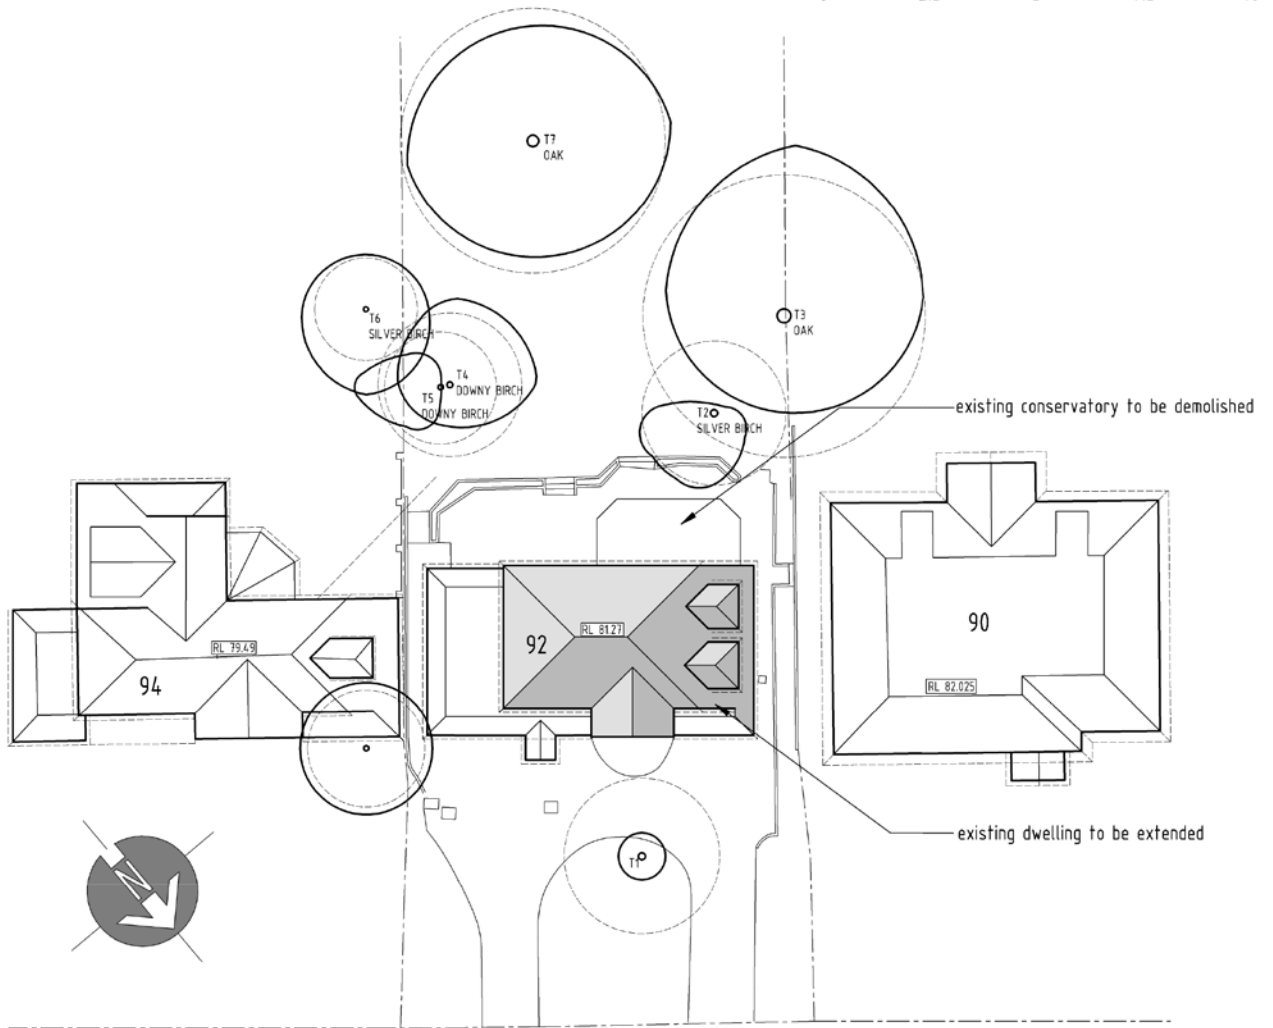 T7
OAK
T3
OAK
T6
SILVER BIRCH
T4
DOWNY BIRCH
T5
DOWNY BIRCH
T2
SILVER BIRCH
existing conservatory to be demolished
94
RL 79.49
92
RL 81.27
90
RL 82.025
existing dwelling to be extended
T1
N